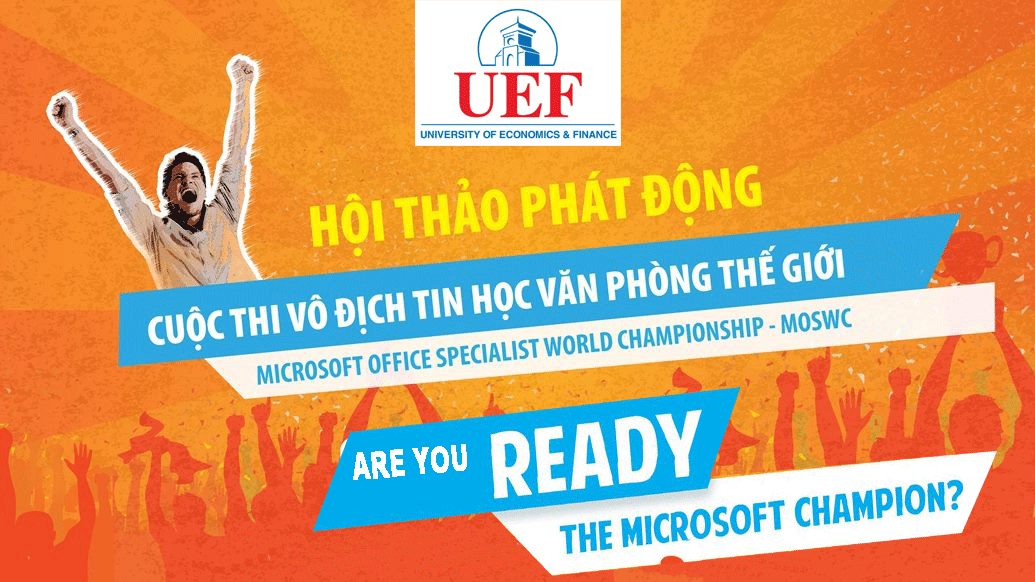 UEF
UNIVERSITY OF ECONOMICS & FINANCE
HỘI THẢO PHÁT ĐỘNG
CUỘC THI VÔ ĐỊCH TIN HỌC VĂN PHÒNG THẾ GIỚI
MICROSOFT OFFICE SPECIALIST WORLD CHAMPIONSHIP - MOSWC
ARE YOU READY
THE MICROSOFT CHAMPION?